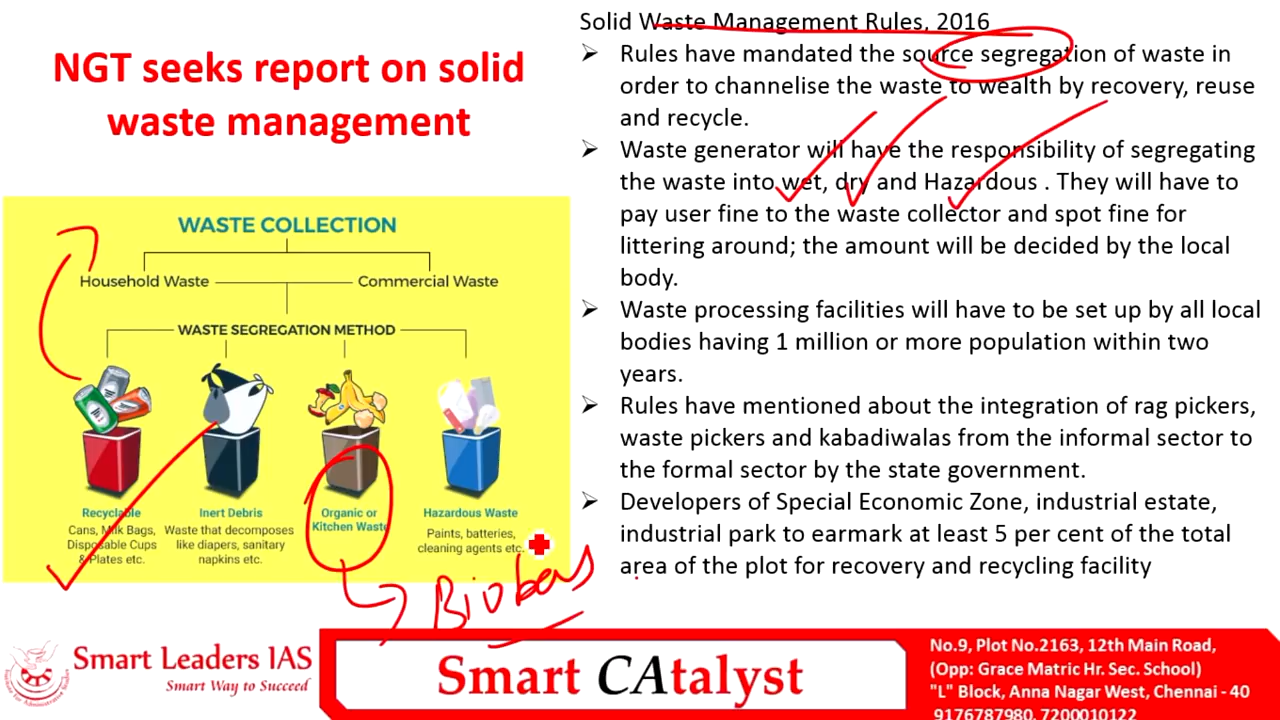 NGT seeks report on solid
waste management
WASTE COLLECTION
Household Waste
Commercial Waste
WASTE SEGREGATION METHOD
Recyclable
Cans, Milk Bags,
Disposable Cups
& Plates etc.
Inert Debris
Waste that decomposes
like diapers, sanitary
napkins etc.
Organic or
Kitchen Waste
Hazardous Waste
Paints, batteries,
cleaning agents etc.
Solid Waste Management Rules, 2016
➢ Rules have mandated the source segregation of waste in
order to channelise the waste to wealth by recovery, reuse
and recycle.
➢ Waste generator will have the responsibility of segregating
the waste into wet, dry and Hazardous . They will have to
pay user fine to the waste collector and spot fine for
littering around; the amount will be decided by the local
body.
➢ Waste processing facilities will have to be set up by all local
bodies having 1 million or more population within two
years.
➢ Rules have mentioned about the integration of rag pickers,
waste pickers and kabadiwalas from the informal sector to
the formal sector by the state government.
➢ Developers of Special Economic Zone, industrial estate,
industrial park to earmark at least 5 per cent of the total
area of the plot for recovery and recycling facility
Smart Leaders IAS
Smart Way to Succeed
Smart CAtalyst
No.9, Plot No.2163, 12th Main Road,
(Opp: Grace Matric Hr. Sec. School)
"L" Block, Anna Nagar West, Chennai - 40
9176787980, 7200010122